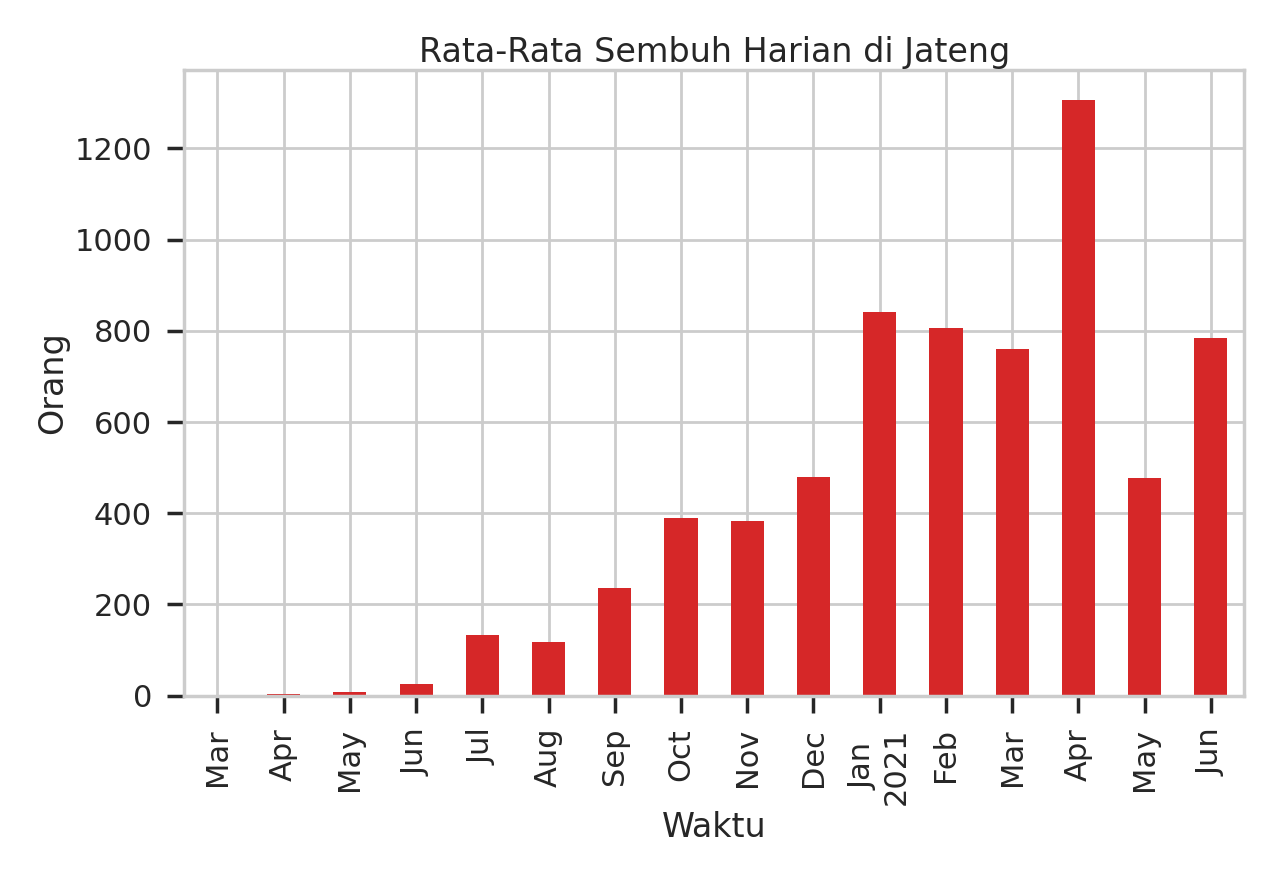 Rata-Rata Sembuh Harian di Jateng
Orang
1200
1000
800
600
400
200
0
Mar
Apr
May
Jun
Jul
Aug
Sep
Oct
Nov
Dec
Jan
2021
Feb
Mar
Apr
May
Jun
Waktu